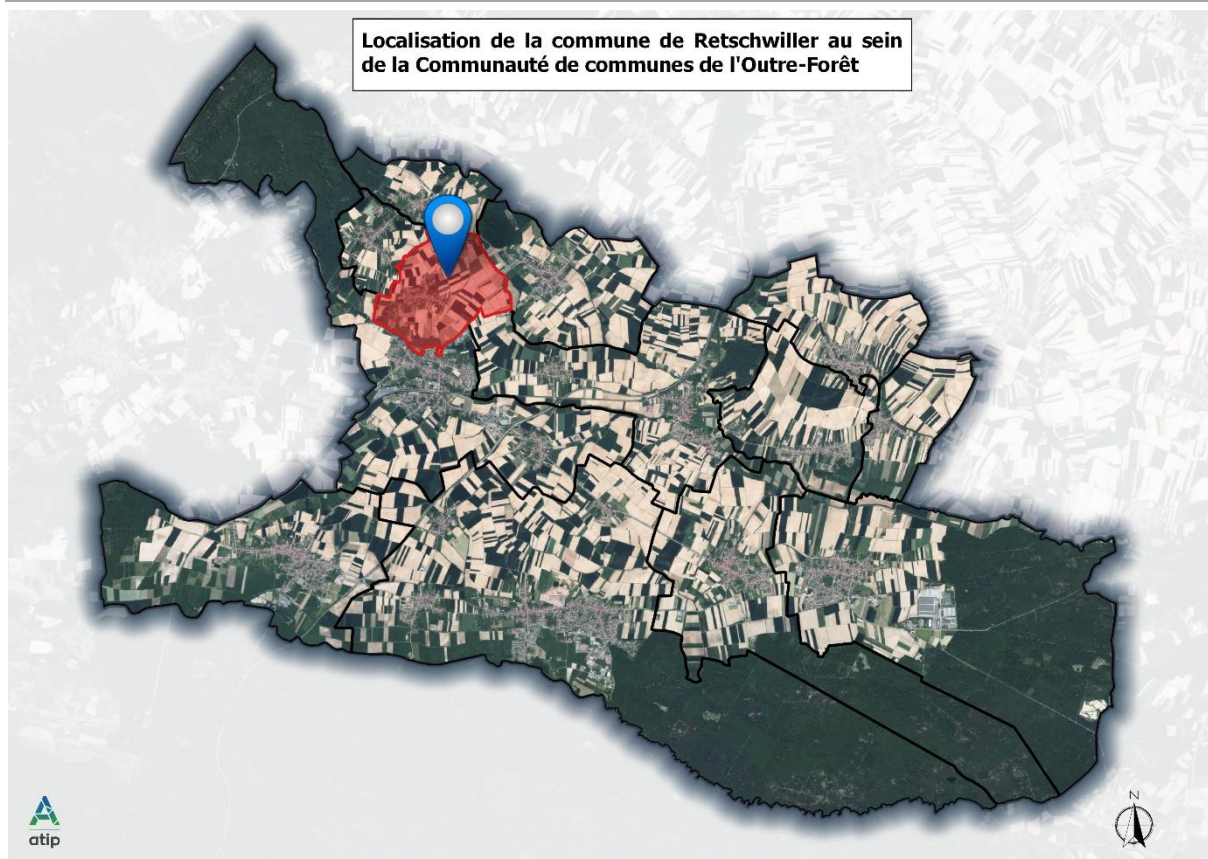 Localisation de la commune de Retschwiller au sein
de la Communauté de communes de l'Outre-Forêt
atip
N